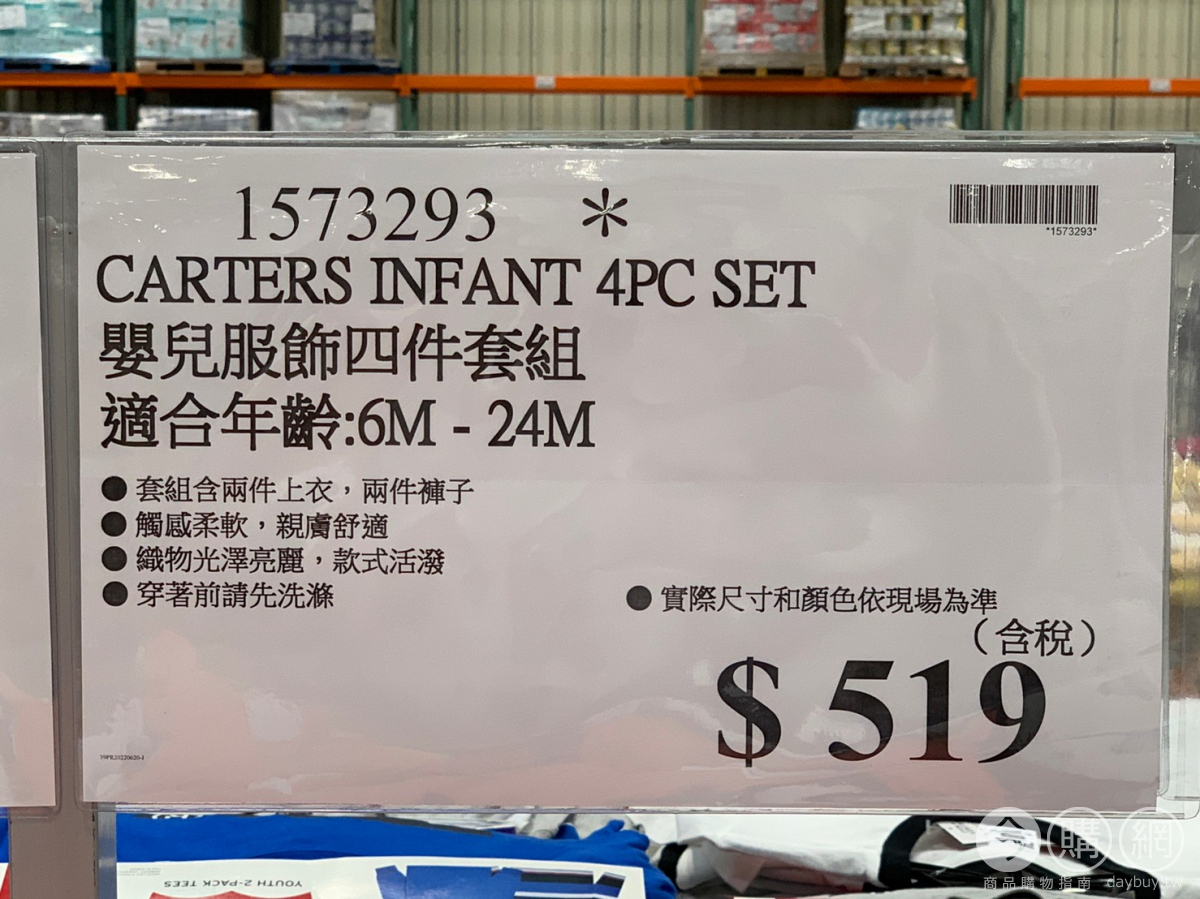 1573293 *
*1573293*
CARTERS INFANT 4PC SET
嬰兒服飾四件套組
適合年齡:6M - 24M
● 套組含兩件上衣，兩件褲子
● 觸感柔軟，親膚舒適
● 織物光澤亮麗，款式活潑
● 穿著前請先洗滌
● 實際尺寸和顏色依現場為準
（含稅）
$ 519
YOUTH 2-PACK TEES
購網
商品購物指南 daybuy.tw